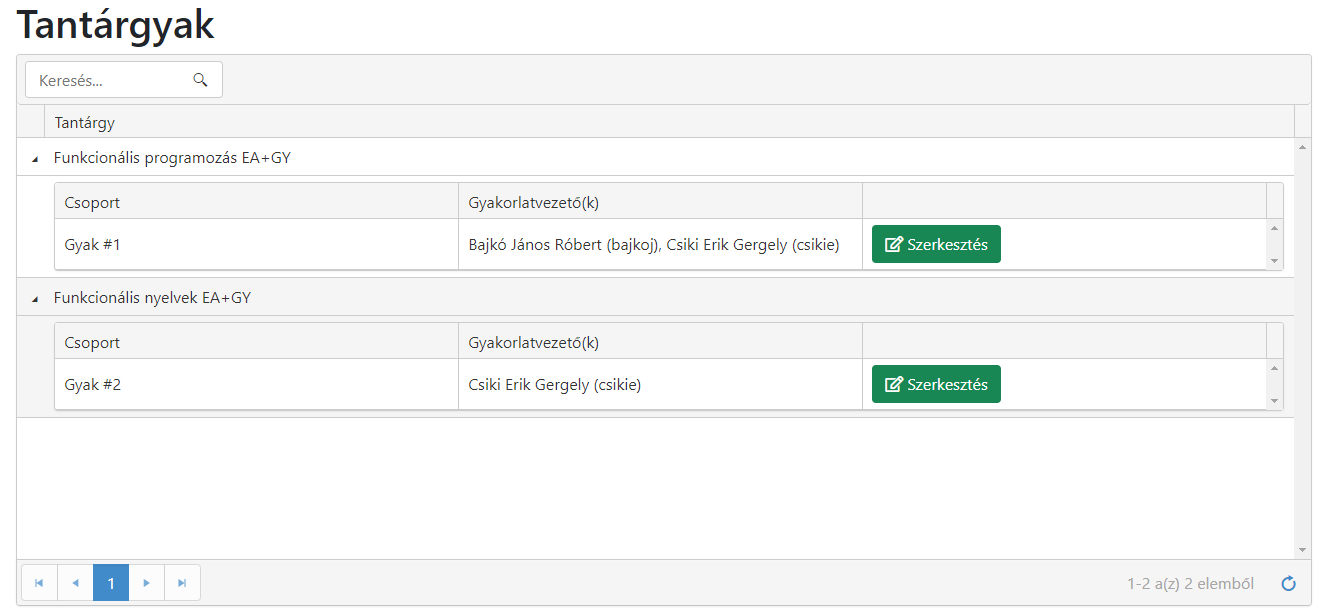 Tantárgyak
Keresés...
Tantárgy
Funkcionális programozás EA+GY
Csoport Gyakorlatvezető(k)
Gyak #1 Bajkó János Róbert (bajkoj), Csiki Erik Gergely (csikie) Szerkesztés
Funkcionális nyelvek EA+GY
Csoport Gyakorlatvezető(k)
Gyak #2 Csiki Erik Gergely (csikie) Szerkesztés
1 1-2 a(z) 2 elemből